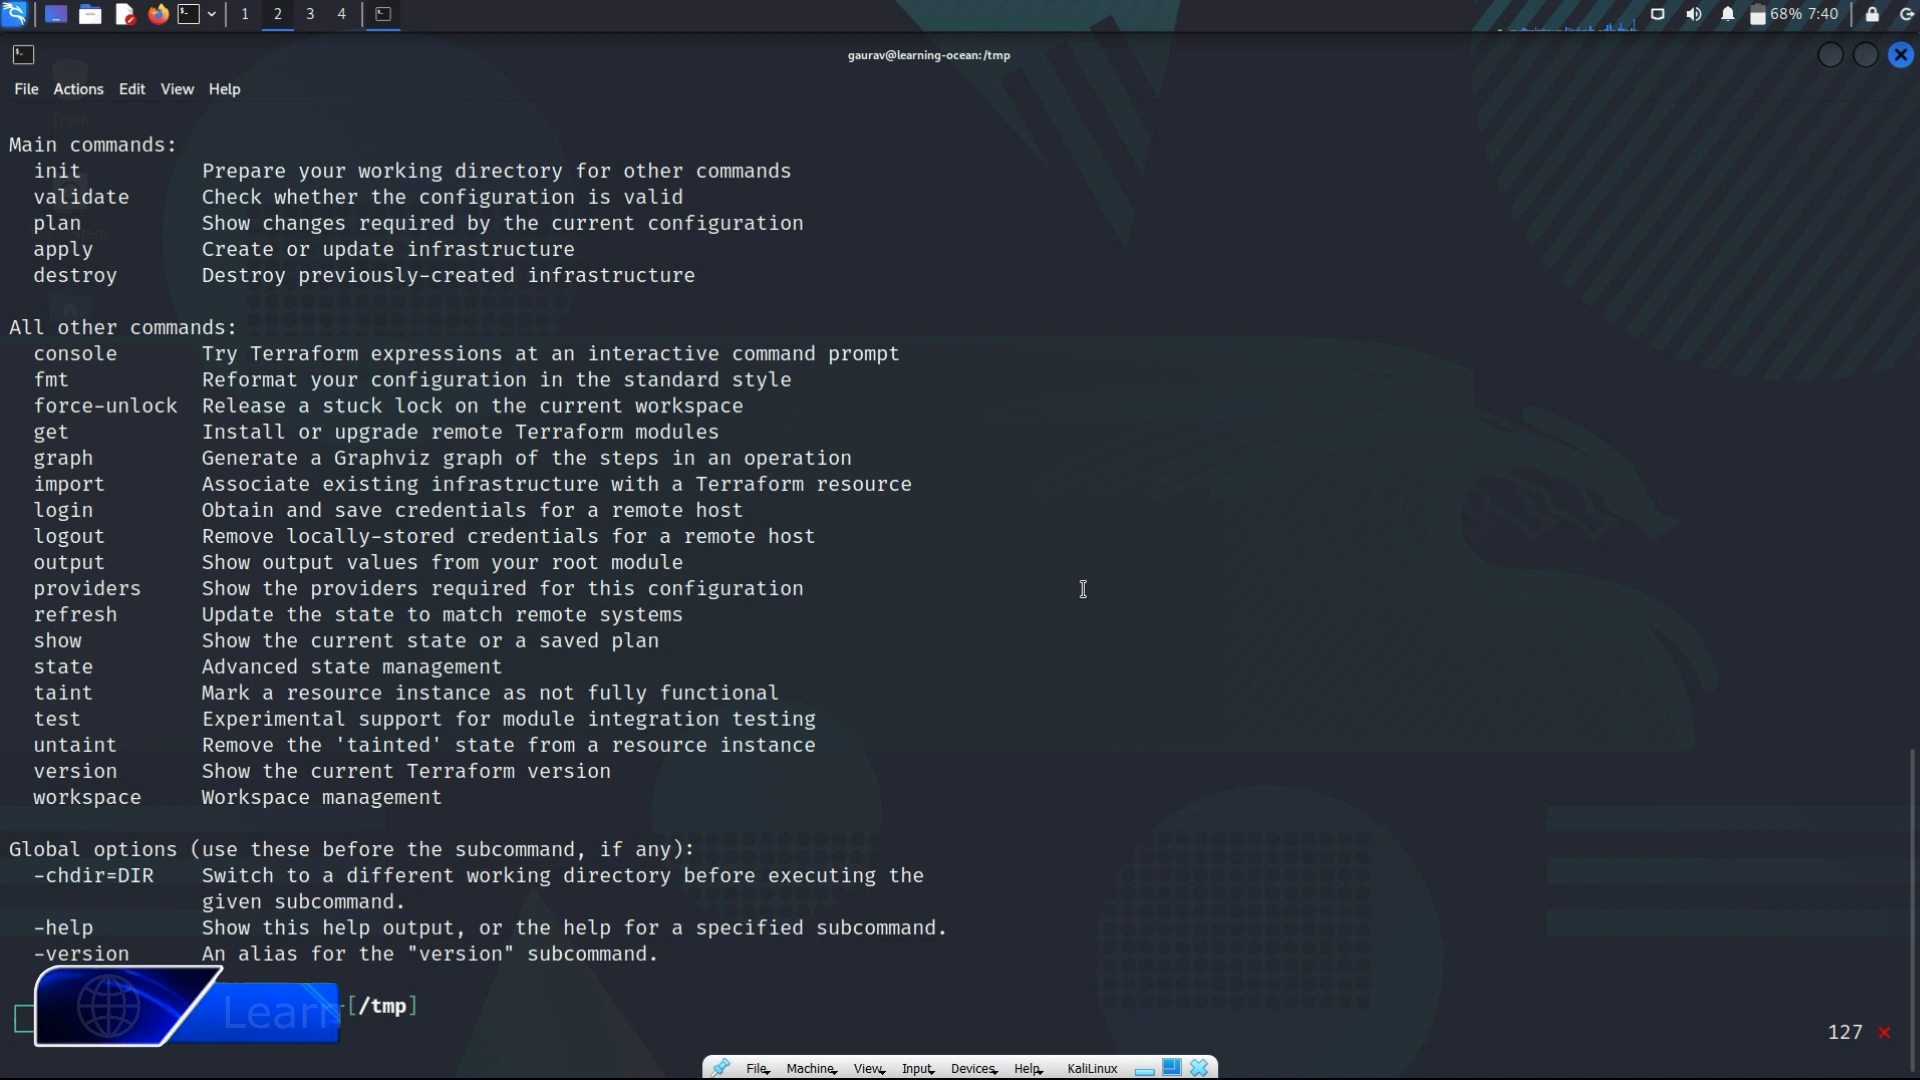 1 2 3 4 68% 7:40
gaurav@learning-ocean:/tmp
File Actions Edit View Help
Main commands:
init Prepare your working directory for other commands
validate Check whether the configuration is valid
plan Show changes required by the current configuration
apply Create or update infrastructure
destroy Destroy previously-created infrastructure
All other commands:
console Try Terraform expressions at an interactive command prompt
fmt Reformat your configuration in the standard style
force-unlock Release a stuck lock on the current workspace
get Install or upgrade remote Terraform modules
graph Generate a Graphviz graph of the steps in an operation
import Associate existing infrastructure with a Terraform resource
login Obtain and save credentials for a remote host
logout Remove locally-stored credentials for a remote host
output Show output values from your root module
providers Show the providers required for this configuration
refresh Update the state to match remote systems
show Show the current state or a saved plan
state Advanced state management
taint Mark a resource instance as not fully functional
test Experimental support for module integration testing
untaint Remove the 'tainted' state from a resource instance
version Show the current Terraform version
workspace Workspace management
Global options (use these before the subcommand, if any):
-chdir=DIR Switch to a different working directory before executing the
given subcommand.
-help Show this help output, or the help for a specified subcommand.
-version An alias for the "version" subcommand.
Learn -[/tmp]
127 ⨯
File Machine View Input Devices Help KaliLinux